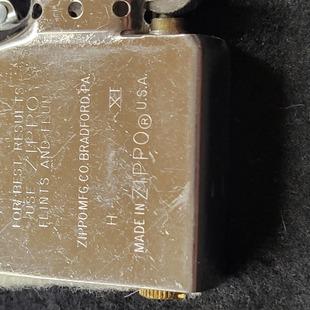 FOR BEST RESULTS
USE ZIPPO
FLINTS AND FLUID
ZIPPO MFG. CO. BRADFORD, PA.
H XI
MADE IN ZIPPO® U.S.A.